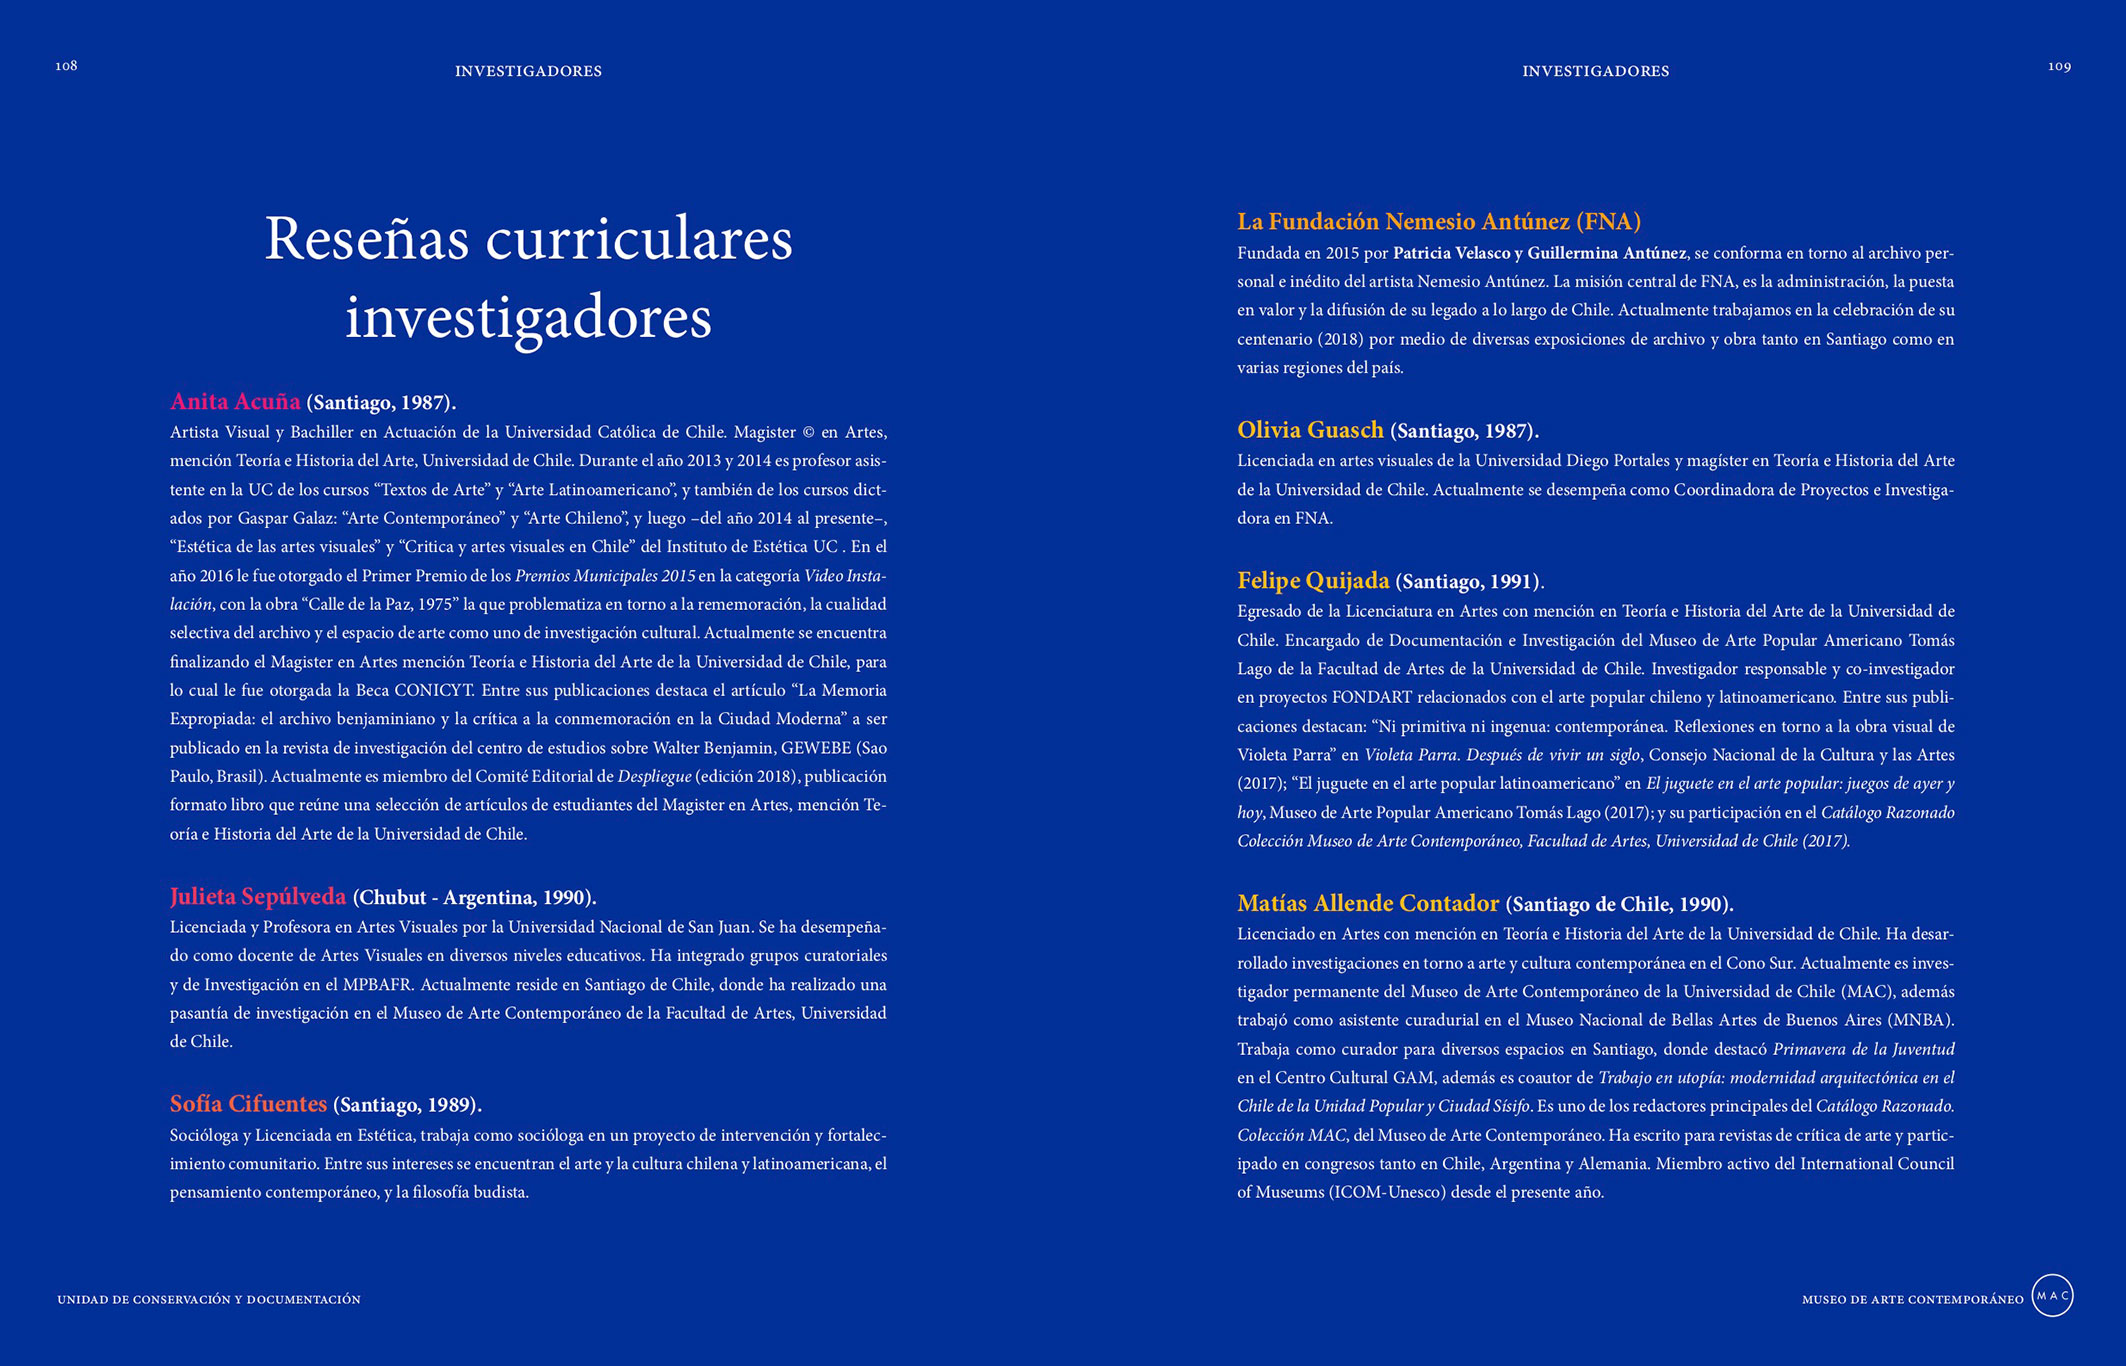 108
INVESTIGADORES
Reseñas curriculares
investigadores
Anita Acuña (Santiago, 1987).
Artista Visual y Bachiller en Actuación de la Universidad Católica de Chile. Magister © en Artes,
mención Teoría e Historia del Arte, Universidad de Chile. Durante el año 2013 y 2014 es profesor asis-
tente en la UC de los cursos “Textos de Arte” y “Arte Latinoamericano”, y también de los cursos dict-
ados por Gaspar Galaz: “Arte Contemporáneo” y “Arte Chileno”, y luego –del año 2014 al presente–,
“Estética de las artes visuales” y “Critica y artes visuales en Chile” del Instituto de Estética UC . En el
año 2016 le fue otorgado el Primer Premio de los Premios Municipales 2015 en la categoría Video Insta-
lación, con la obra “Calle de la Paz, 1975” la que problematiza en torno a la rememoración, la cualidad
selectiva del archivo y el espacio de arte como uno de investigación cultural. Actualmente se encuentra
finalizando el Magister en Artes mención Teoría e Historia del Arte de la Universidad de Chile, para
lo cual le fue otorgada la Beca CONICYT. Entre sus publicaciones destaca el artículo “La Memoria
Expropiada: el archivo benjaminiano y la crítica a la conmemoración en la Ciudad Moderna” a ser
publicado en la revista de investigación del centro de estudios sobre Walter Benjamin, GEWEBE (Sao
Paulo, Brasil). Actualmente es miembro del Comité Editorial de Despliegue (edición 2018), publicación
formato libro que reúne una selección de artículos de estudiantes del Magister en Artes, mención Te-
oría e Historia del Arte de la Universidad de Chile.
Julieta Sepúlveda (Chubut - Argentina, 1990).
Licenciada y Profesora en Artes Visuales por la Universidad Nacional de San Juan. Se ha desempeña-
do como docente de Artes Visuales en diversos niveles educativos. Ha integrado grupos curatoriales
y de Investigación en el MPBAFR. Actualmente reside en Santiago de Chile, donde ha realizado una
pasantía de investigación en el Museo de Arte Contemporáneo de la Facultad de Artes, Universidad
de Chile.
Sofía Cifuentes (Santiago, 1989).
Socióloga y Licenciada en Estética, trabaja como socióloga en un proyecto de intervención y fortalec-
imiento comunitario. Entre sus intereses se encuentran el arte y la cultura chilena y latinoamericana, el
pensamiento contemporáneo, y la filosofía budista.
UNIDAD DE CONSERVACIÓN Y DOCUMENTACIÓN
INVESTIGADORES
109
La Fundación Nemesio Antúnez (FNA)
Fundada en 2015 por Patricia Velasco y Guillermina Antúnez, se conforma en torno al archivo per-
sonal e inédito del artista Nemesio Antúnez. La misión central de FNA, es la administración, la puesta
en valor y la difusión de su legado a lo largo de Chile. Actualmente trabajamos en la celebración de su
centenario (2018) por medio de diversas exposiciones de archivo y obra tanto en Santiago como en
varias regiones del país.
Olivia Guasch (Santiago, 1987).
Licenciada en artes visuales de la Universidad Diego Portales y magíster en Teoría e Historia del Arte
de la Universidad de Chile. Actualmente se desempeña como Coordinadora de Proyectos e Investiga-
dora en FNA.
Felipe Quijada (Santiago, 1991).
Egresado de la Licenciatura en Artes con mención en Teoría e Historia del Arte de la Universidad de
Chile. Encargado de Documentación e Investigación del Museo de Arte Popular Americano Tomás
Lago de la Facultad de Artes de la Universidad de Chile. Investigador responsable y co-investigador
en proyectos FONDART relacionados con el arte popular chileno y latinoamericano. Entre sus publi-
caciones destacan: “Ni primitiva ni ingenua: contemporánea. Reflexiones en torno a la obra visual de
Violeta Parra” en Violeta Parra. Después de vivir un siglo, Consejo Nacional de la Cultura y las Artes
(2017); “El juguete en el arte popular latinoamericano” en El juguete en el arte popular: juegos de ayer y
hoy, Museo de Arte Popular Americano Tomás Lago (2017); y su participación en el Catálogo Razonado
Colección Museo de Arte Contemporáneo, Facultad de Artes, Universidad de Chile (2017).
Matías Allende Contador (Santiago de Chile, 1990).
Licenciado en Artes con mención en Teoría e Historia del Arte de la Universidad de Chile. Ha desar-
rollado investigaciones en torno a arte y cultura contemporánea en el Cono Sur. Actualmente es inves-
tigador permanente del Museo de Arte Contemporáneo de la Universidad de Chile (MAC), además
trabajó como asistente curadurial en el Museo Nacional de Bellas Artes de Buenos Aires (MNBA).
Trabaja como curador para diversos espacios en Santiago, donde destacó Primavera de la Juventud
en el Centro Cultural GAM, además es coautor de Trabajo en utopía: modernidad arquitectónica en el
Chile de la Unidad Popular y Ciudad Sísifo. Es uno de los redactores principales del Catálogo Razonado.
Colección MAC, del Museo de Arte Contemporáneo. Ha escrito para revistas de crítica de arte y partic-
ipado en congresos tanto en Chile, Argentina y Alemania. Miembro activo del International Council
of Museums (ICOM-Unesco) desde el presente año.
MUSEO DE ARTE CONTEMPORÁNEO
MAC